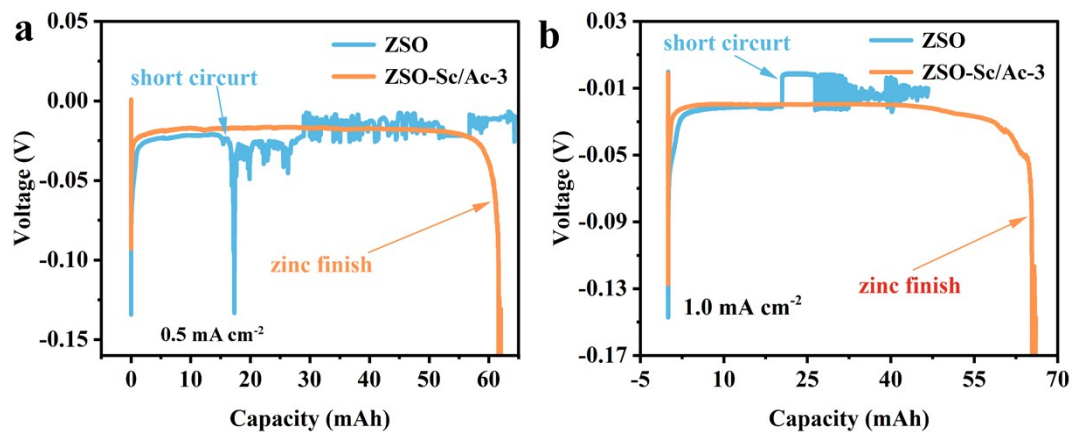 a
ZSO
ZSO-Sc/Ac-3
short circurt
zinc finish
0.5 mA cm⁻²
0.05
0.00
-0.05
-0.10
-0.15
Voltage (V)
0 10 20 30 40 50 60
Capacity (mAh)
b
ZSO
ZSO-Sc/Ac-3
short circurt
zinc finish
1.0 mA cm⁻²
0.03
-0.01
-0.05
-0.09
-0.13
-0.17
Voltage (V)
-5 10 25 40 55 70
Capacity (mAh)